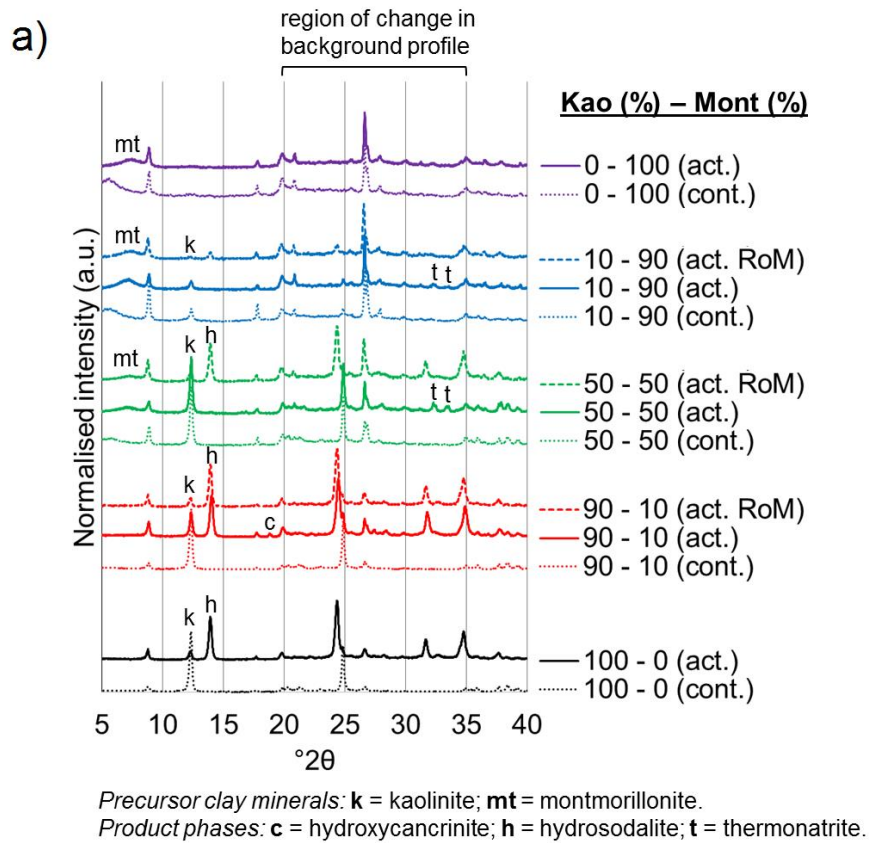 a)
region of change in
background profile
Kao (%) – Mont (%)
Normalised intensity (a.u.)
mt
0 - 100 (act.)
0 - 100 (cont.)
mt
k
10 - 90 (act. RoM)
t t
10 - 90 (act.)
10 - 90 (cont.)
h
k
mt
50 - 50 (act. RoM)
t t
50 - 50 (act.)
50 - 50 (cont.)
h
k
90 - 10 (act. RoM)
c
90 - 10 (act.)
90 - 10 (cont.)
h
k
100 - 0 (act.)
100 - 0 (cont.)
5 10 15 20 25 30 35 40
°2θ
Precursor clay minerals: k = kaolinite; mt = montmorillonite.
Product phases: c = hydroxycancrinite; h = hydrosodalite; t = thermonatrite.